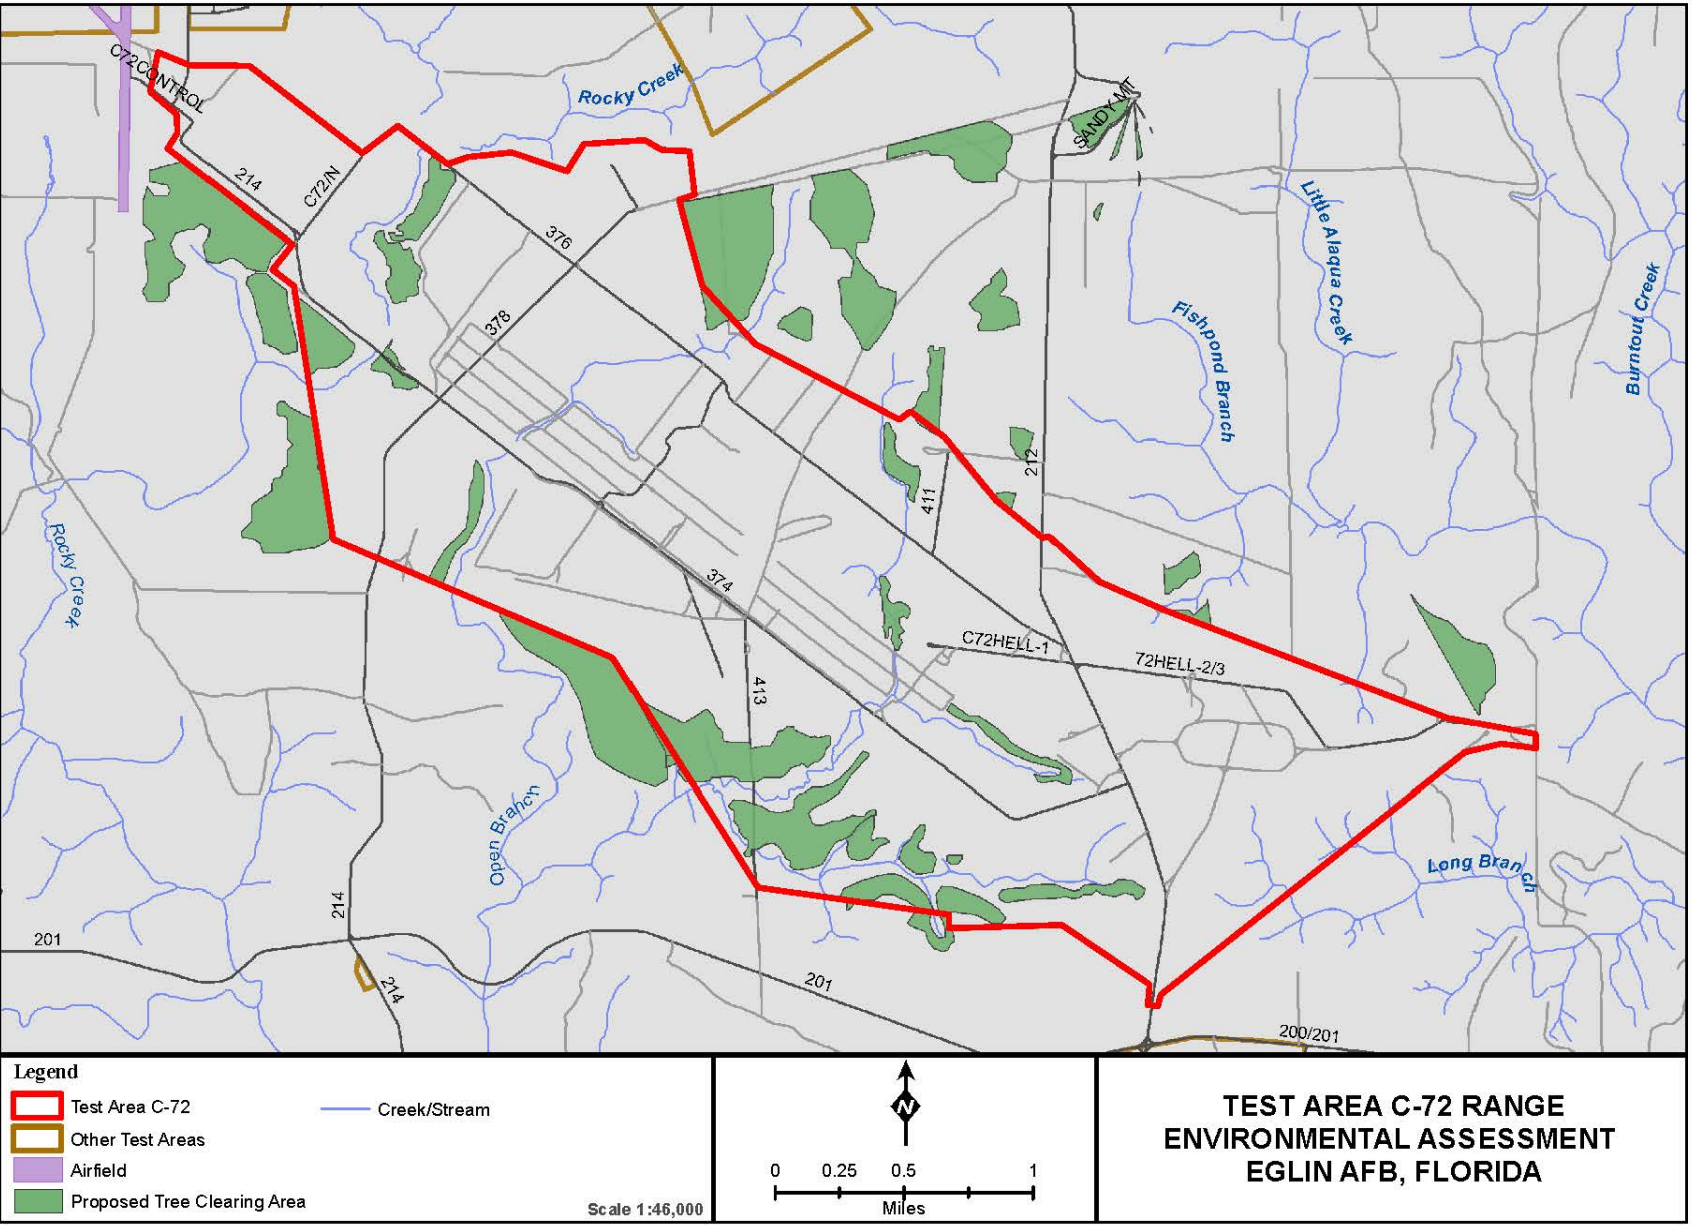 C72CONTROL
Rocky Creek
SANDY MT
214
C72/N
376
Little Alaqua Creek
Burntout Creek
Fishpond Branch
378
212
411
Rocky Creek
374
C72HELL-1
72HELL-2/3
413
Open Branch
Long Branch
214
201
214
201
200/201
Legend
Test Area C-72
Creek/Stream
Other Test Areas
Airfield
Proposed Tree Clearing Area
Scale 1:46,000
N
0 0.25 0.5 1
Miles
TEST AREA C-72 RANGE
ENVIRONMENTAL ASSESSMENT
EGLIN AFB, FLORIDA